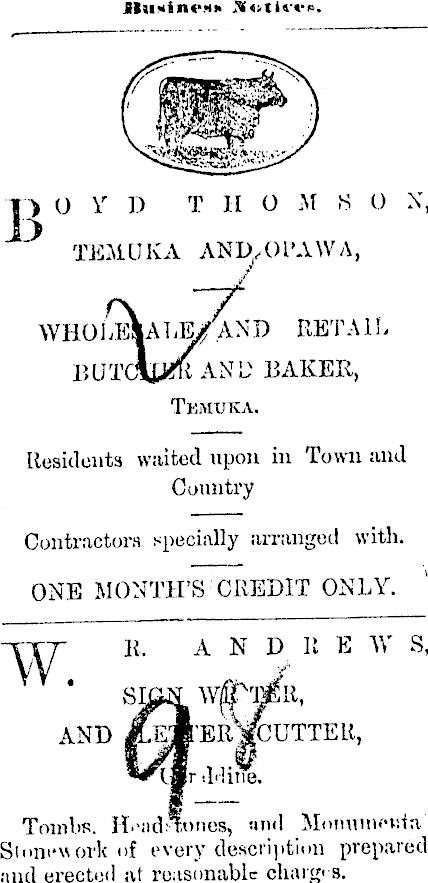 Business Notices.
BOYD THOMSON,
TEMUKA AND OPAWA,
WHOLESALE AND RETAIL
BUTCHER AND BAKER,
TEMUKA.
Residents waited upon in Town and
Country
Contractors specially arranged with.
ONE MONTH'S CREDIT ONLY.
W. R. ANDREWS,
SIGN WRITER,
AND LETTER CUTTER,
Geraldine.
98
Tombs, Headstones, and Monumental
Stonework of every description prepared
and erected at reasonable charges.